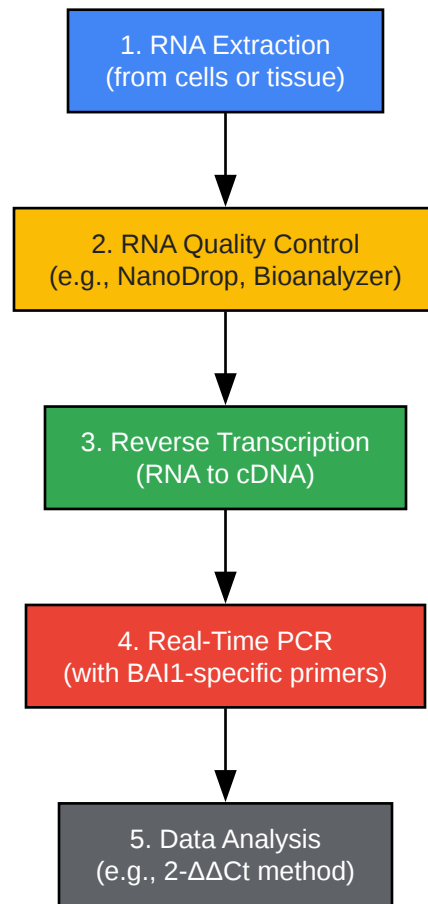 1. RNA Extraction
(from cells or tissue)
2. RNA Quality Control
(e.g., NanoDrop, Bioanalyzer)
3. Reverse Transcription
(RNA to cDNA)
4. Real-Time PCR
(with BAI1-specific primers)
5. Data Analysis
(e.g., 2-ΔΔCt method)